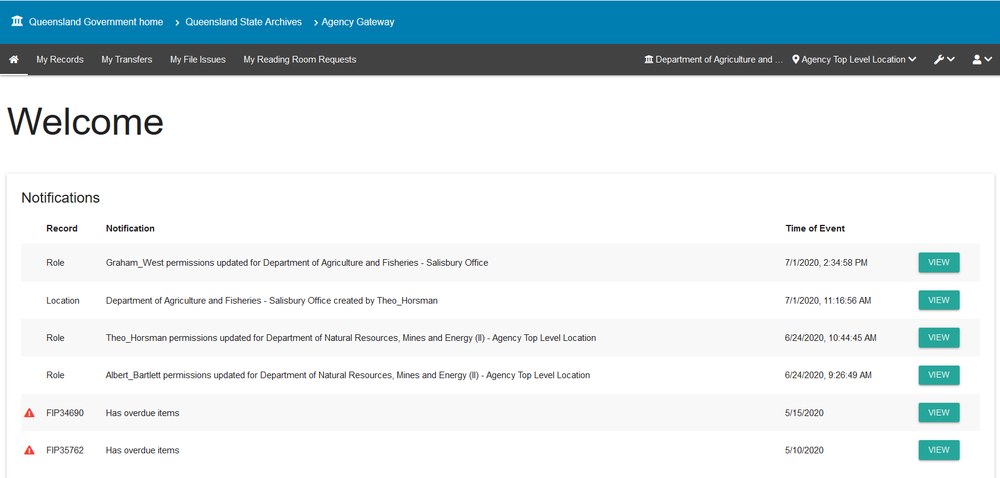 Queensland Government home > Queensland State Archives > Agency Gateway
My Records My Transfers My File Issues My Reading Room Requests Department of Agriculture and ... Agency Top Level Location
Welcome
Notifications
Record Notification Time of Event
Role Graham_West permissions updated for Department of Agriculture and Fisheries - Salisbury Office 7/1/2020, 2:34:58 PM VIEW
Location Department of Agriculture and Fisheries - Salisbury Office created by Theo_Horsman 7/1/2020, 11:16:56 AM VIEW
Role Theo_Horsman permissions updated for Department of Natural Resources, Mines and Energy (II) - Agency Top Level Location 6/24/2020, 10:44:45 AM VIEW
Role Albert_Bartlett permissions updated for Department of Natural Resources, Mines and Energy (II) - Agency Top Level Location 6/24/2020, 9:26:49 AM VIEW
FIP34690 Has overdue items 5/15/2020 VIEW
FIP35762 Has overdue items 5/10/2020 VIEW